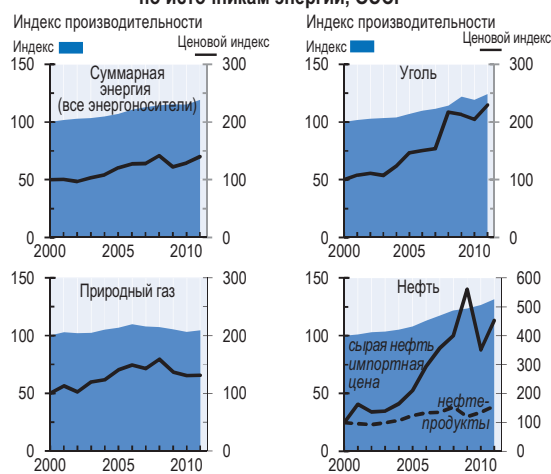 по источникам энергии,
Индекс производительности
Индекс
Ценовой индекс
Суммарная
энергия
(все энергоносители)
150
100
50
0
300
200
100
0
2000 2005 2010
Индекс производительности
Индекс
Ценовой индекс
Уголь
150
100
50
0
300
200
100
0
2000 2005 2010
Природный газ
150
100
50
0
300
200
100
0
2000 2005 2010
Нефть
150
100
50
0
600
500
400
300
200
100
0
сырая нефть
импортная
цена
нефте-
продукты
2000 2005 2010